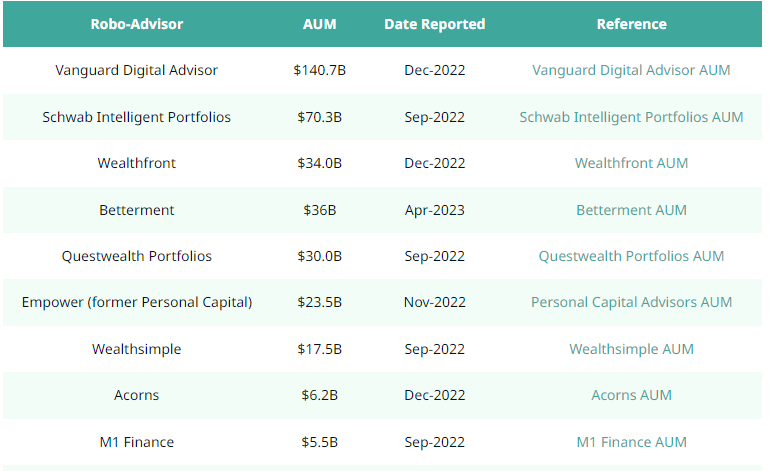 Robo-Advisor AUM Date Reported Reference
Vanguard Digital Advisor $140.7B Dec-2022 Vanguard Digital Advisor AUM
Schwab Intelligent Portfolios $70.3B Sep-2022 Schwab Intelligent Portfolios AUM
Wealthfront $34.0B Dec-2022 Wealthfront AUM
Betterment $36B Apr-2023 Betterment AUM
Questwealth Portfolios $30.0B Sep-2022 Questwealth Portfolios AUM
Empower (former Personal Capital) $23.5B Nov-2022 Personal Capital Advisors AUM
Wealthsimple $17.5B Sep-2022 Wealthsimple AUM
Acorns $6.2B Dec-2022 Acorns AUM
M1 Finance $5.5B Sep-2022 M1 Finance AUM